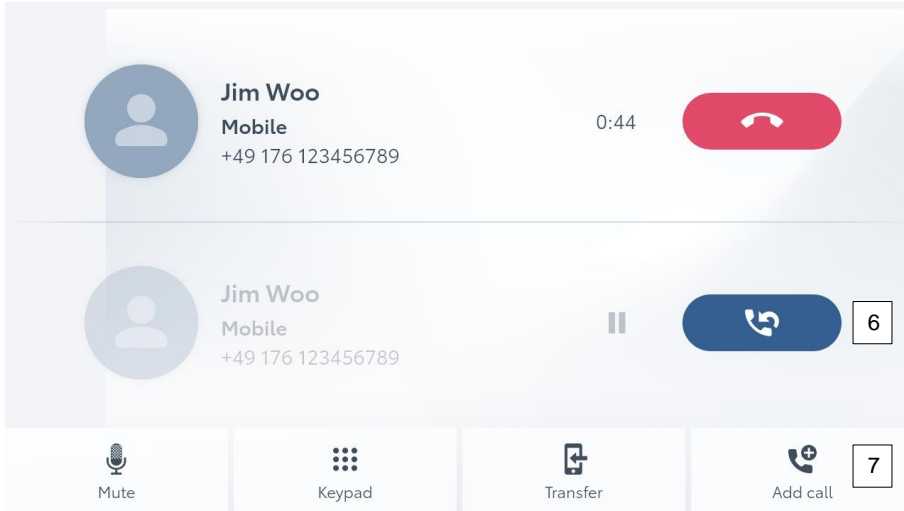 Jim Woo
Mobile
+49 176 123456789
0:44
Jim Woo
Mobile
+49 176 123456789
6
Mute
Keypad
Transfer
Add call
7